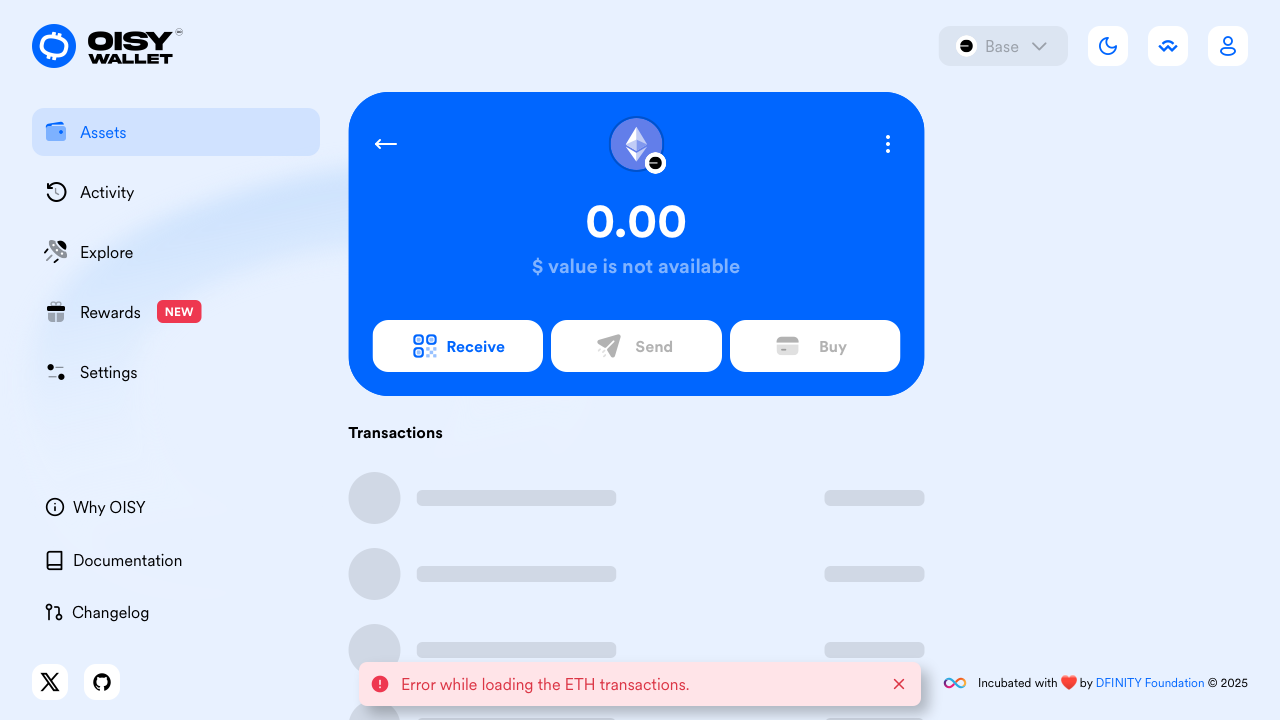 OISY
WALLET
Base
Assets
Activity
Explore
Rewards NEW
Settings
Why OISY
Documentation
Changelog
0.00
$ value is not available
Receive
Send
Buy
Transactions
Error while loading the ETH transactions.
Incubated with ❤️ by DFINITY Foundation © 2025